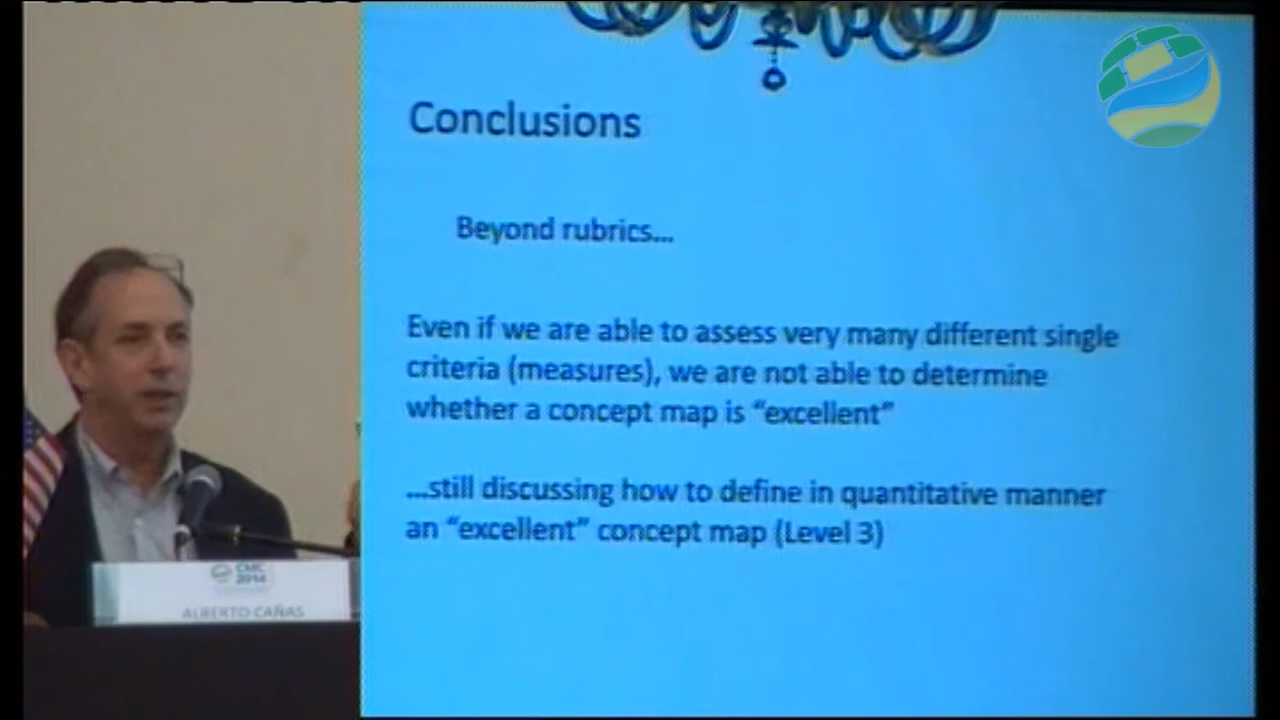 Conclusions
Beyond rubrics...
Even if we are able to assess very many different single
criteria (measures), we are not able to determine
whether a concept map is “excellent”
...still discussing how to define in quantitative manner
an “excellent” concept map (Level 3)
CMC
2014
ALBERTO CAÑAS